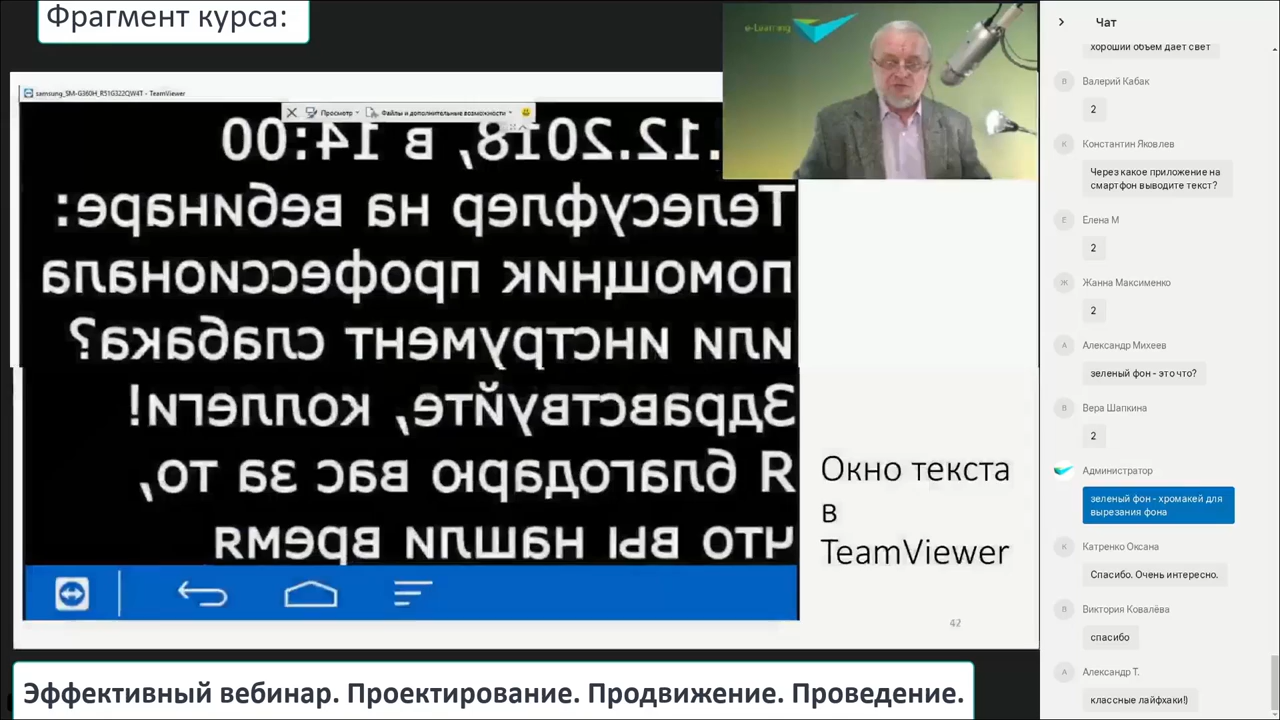 Фрагмент курса:
e-Learning
samsung_SM-G360H_R51G322QW4T - TeamViewer
Просмотр
Файлы и дополнительные возможности
.12.2018, в 14:00
Телесуфлер на вебинаре:
помощник профессионала
или инструмент слабака?
Здравствуйте, коллеги!
Я благодарю вас за то,
что вы нашли время
Окно текста
в
TeamViewer
42
Эффективный вебинар. Проектирование. Продвижение. Проведение.
Чат
хороший объем дает свет
В
Валерий Кабак
2
К
Константин Яковлев
Через какое приложение на
смартфон выводите текст?
Е
Елена М
2
Ж
Жанна Максименко
2
А
Александр Михеев
зеленый фон - это что?
В
Вера Шапкина
2
Администратор
зеленый фон - хромакей для
вырезания фона
К
Катренко Оксана
Спасибо. Очень интересно.
В
Виктория Ковалёва
спасибо
А
Александр Т.
классные лайфхаки!)